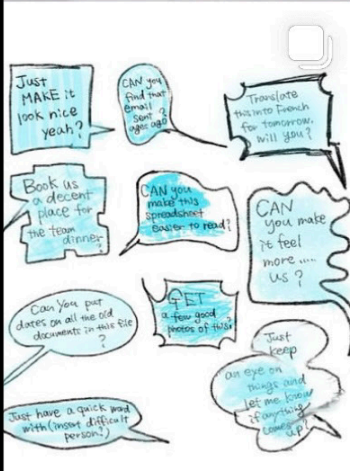 Just
MAKE it
look nice
yeah?
CAN you
find that
email
sent
ages ago?
Translate
this into French
for tomorrow.
will you?
Book us
a decent
place for
the team
dinner?
CAN you
make this
spreadsheet
easier to read?
CAN
you make
it feel
more.....
us?
Can You put
dates on all the old
documents in this file
?
GET
a few good
photos of this?
Just
keep
an eye on
things and
let me know
if anything
comes
up?
Just have a quick word
with (insert difficult
person?)